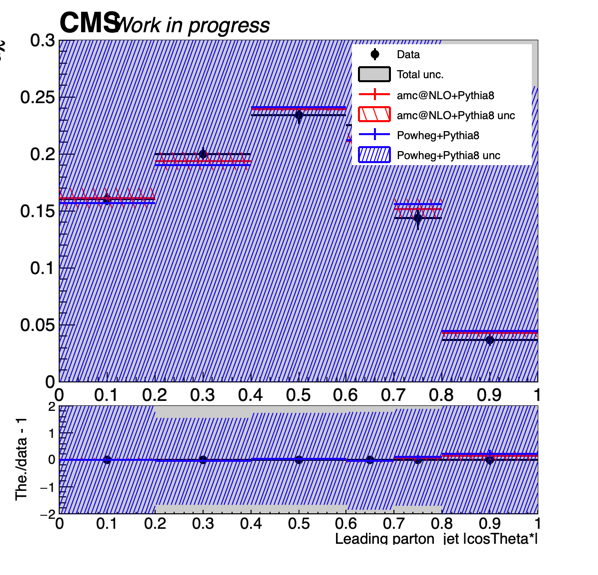 CMS Work in progress
%
0.3
0.25
0.2
0.15
0.1
0.05
0
Data
Total unc.
amc@NLO+Pythia8
amc@NLO+Pythia8 unc
Powheg+Pythia8
Powheg+Pythia8 unc
0 0.1 0.2 0.3 0.4 0.5 0.6 0.7 0.8 0.9 1
The./data - 1
2
1
0
−1
−2
0 0.1 0.2 0.3 0.4 0.5 0.6 0.7 0.8 0.9 1
Leading parton jet |cosTheta*|